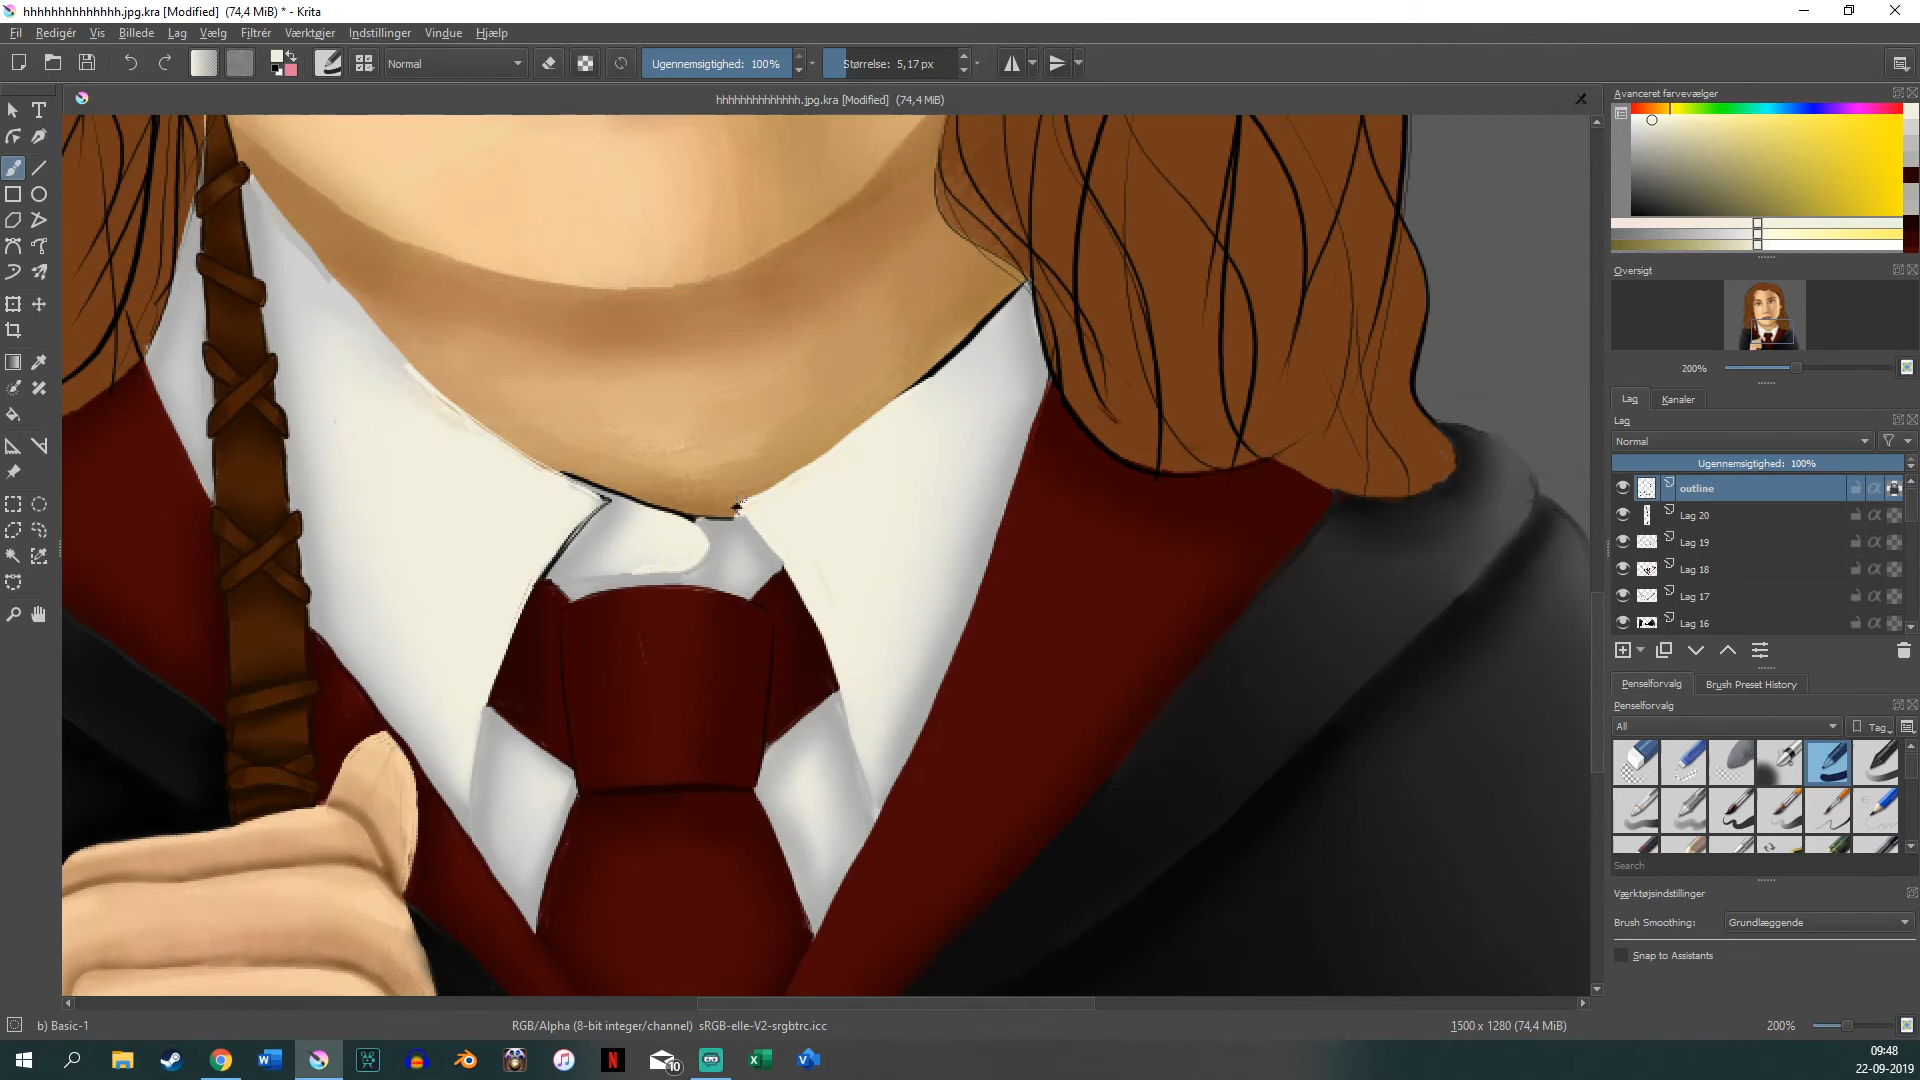 hhhhhhhhhhhhhh.jpg.kra [Modified] (74,4 MiB) * - Krita
Fil Redigér Vis Billede Lag Vælg Filtrér Værktøjer Indstillinger Vindue Hjælp
Normal Ugennemsigtighed: 100% Størrelse: 5,17 px
hhhhhhhhhhhhhh.jpg.kra [Modified] (74,4 MiB)
Avanceret farvevælger
Oversigt
200%
Lag Kanaler
Lag
Normal
Ugennemsigtighed: 100%
outline
Lag 20
Lag 19
Lag 18
Lag 17
Lag 16
Penselforvalg Brush Preset History
Penselforvalg
All Tag
Search
Værktøjsindstillinger
Brush Smoothing: Grundlæggende
Snap to Assistants
b) Basic-1 RGB/Alpha (8-bit integer/channel) sRGB-elle-V2-srgbtrc.icc 1500 x 1280 (74,4 MiB) 200%
10
09:48
22-09-2019